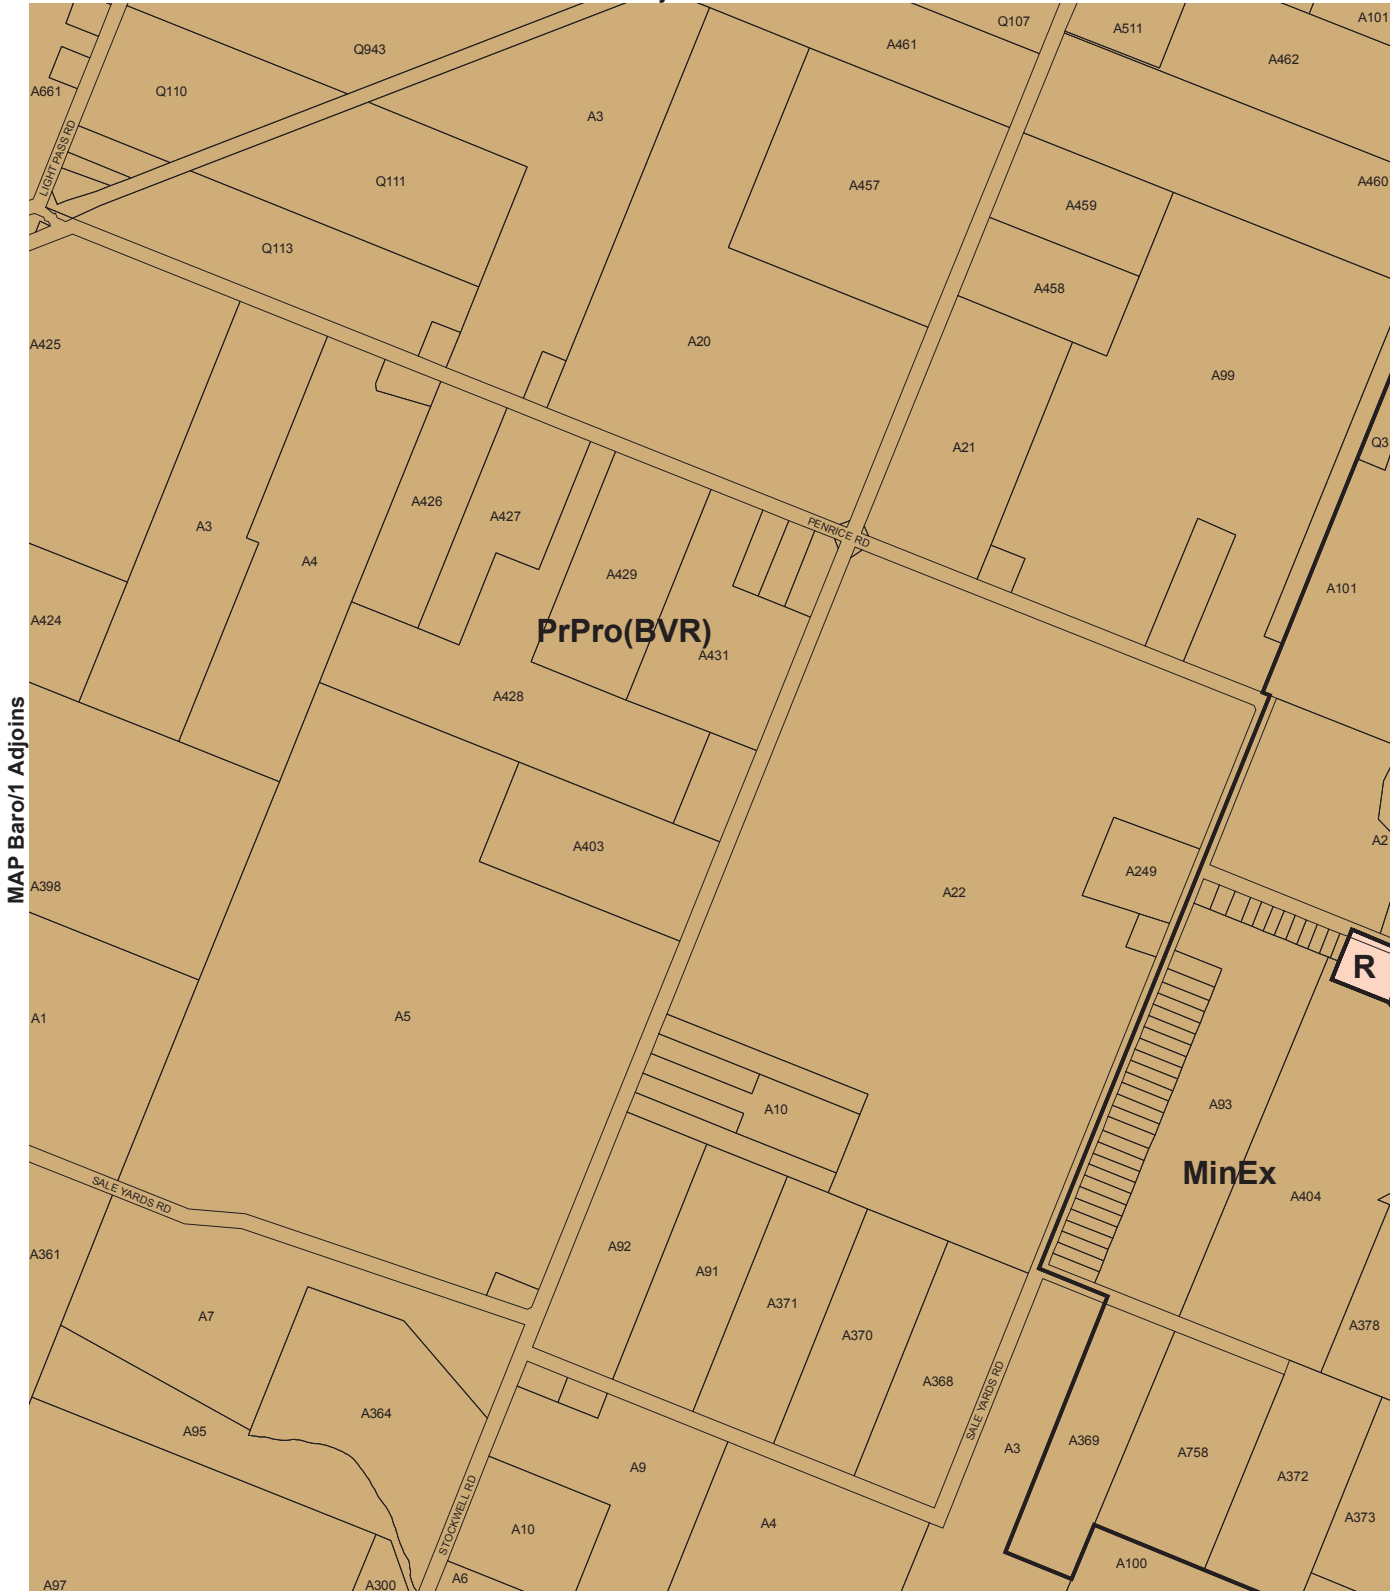 Q107
A511
A101
Q943
A461
A462
A661
Q110
A3
LIGHT PASS RD
Q111
A457
A460
A459
Q113
A458
A425
A20
A99
A21
Q3
A426
A427
A3
PENRICE RD
A4
A429
A101
A424
PrPro(BVR)
A431
A428
MAP Baro/1 Adjoins
A403
A2
A249
A398
A22
R
A1
A5
A10
A93
MinEx
SALE YARDS RD
A404
A361
A92
A91
A7
A371
A370
A378
A368
SALE YARDS RD
A364
A95
A3
A369
A758
A9
A372
STOCKWELL RD
A10
A4
A373
A100
A97
A300
A6